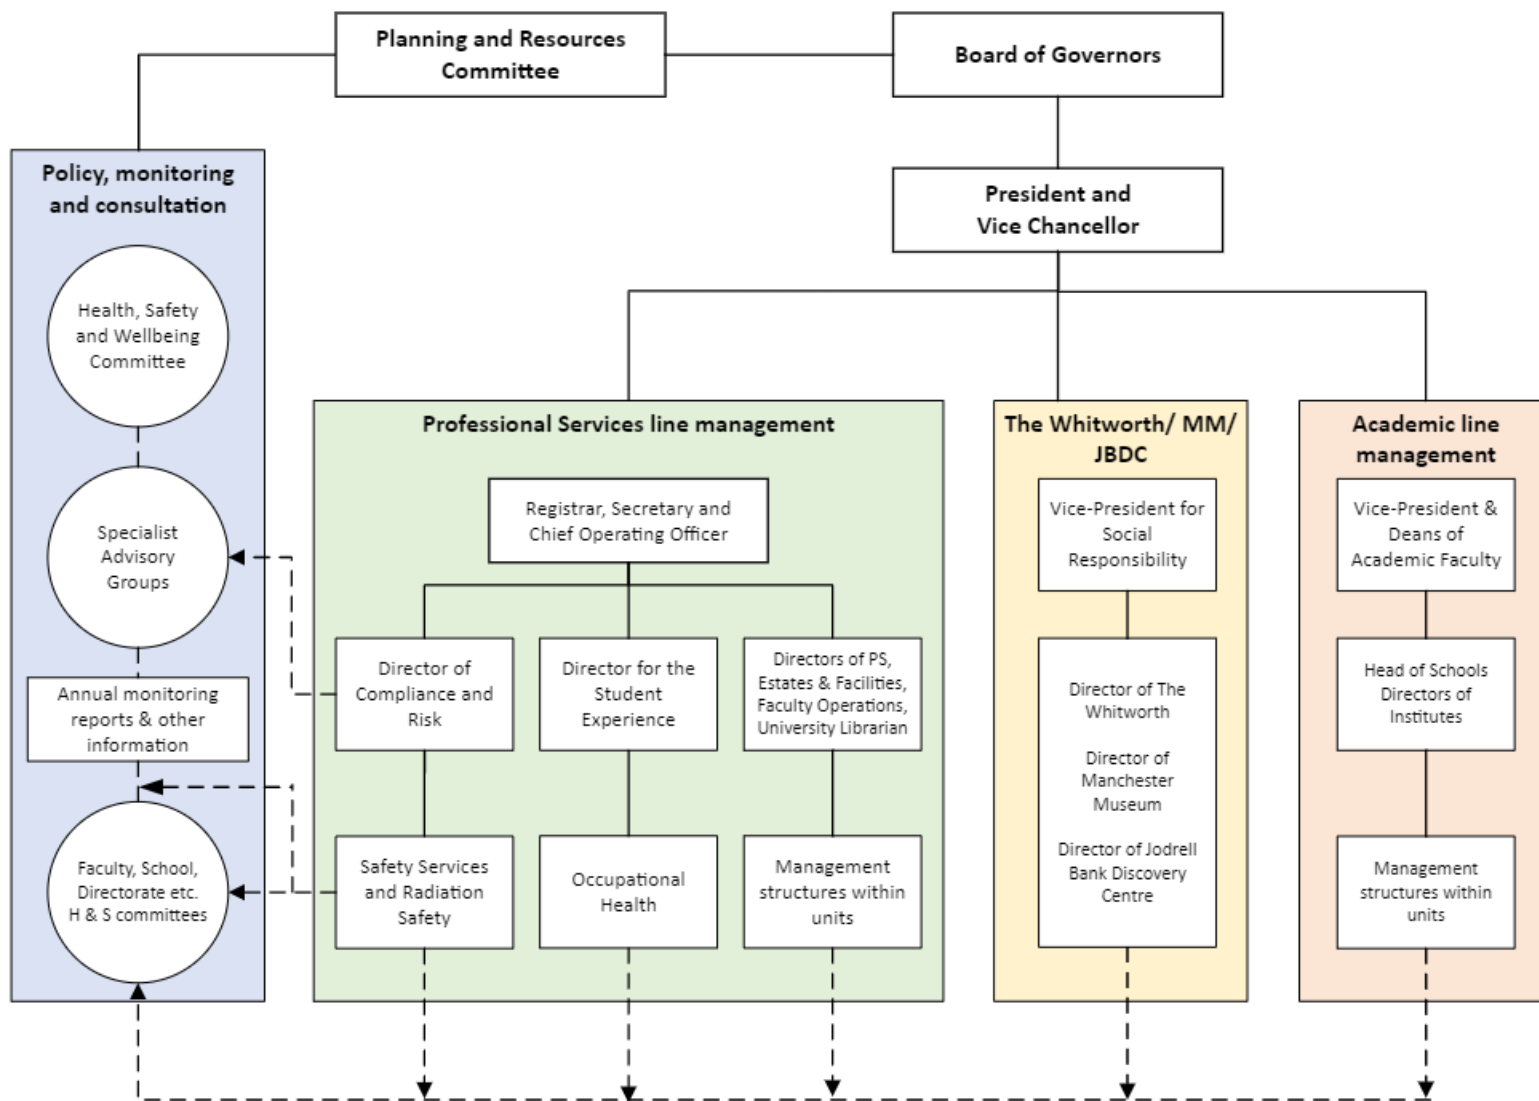 Planning and Resources
Committee
Board of Governors
President and
Vice Chancellor
Policy, monitoring
and consultation
Health, Safety
and Wellbeing
Committee
Specialist
Advisory
Groups
Annual monitoring
reports & other
information
Faculty, School,
Directorate etc.
H & S committees
Professional Services line management
Registrar, Secretary and
Chief Operating Officer
Director of
Compliance and
Risk
Director for the
Student
Experience
Directors of PS,
Estates & Facilities,
Faculty Operations,
University Librarian
Safety Services
and Radiation
Safety
Occupational
Health
Management
structures within
units
The Whitworth/ MM/
JBDC
Vice-President for
Social
Responsibility
Director of The
Whitworth
Director of
Manchester
Museum
Director of Jodrell
Bank Discovery
Centre
Academic line
management
Vice-President &
Deans of
Academic Faculty
Head of Schools
Directors of
Institutes
Management
structures within
units